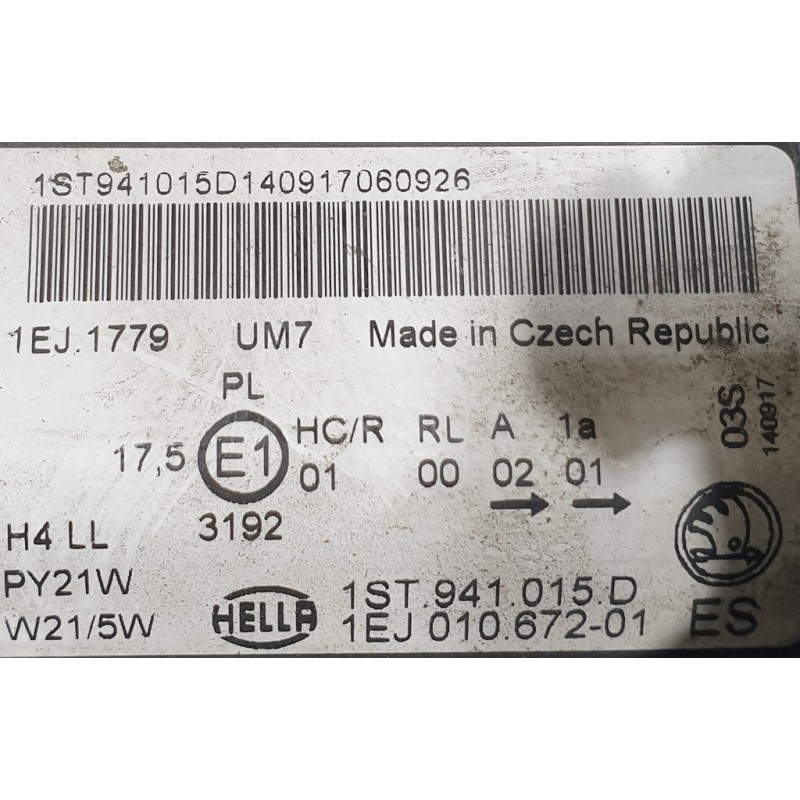 1ST941015D140917060926
1EJ.1779 UM7 Made in Czech Republic
PL
17,5 E1 HC/R RL A 1a
01 00 02 01
3192
03S
140917
H4 LL
PY21W
W21/5W
HELLA
1ST.941.015.D
1EJ 010.672-01
ES